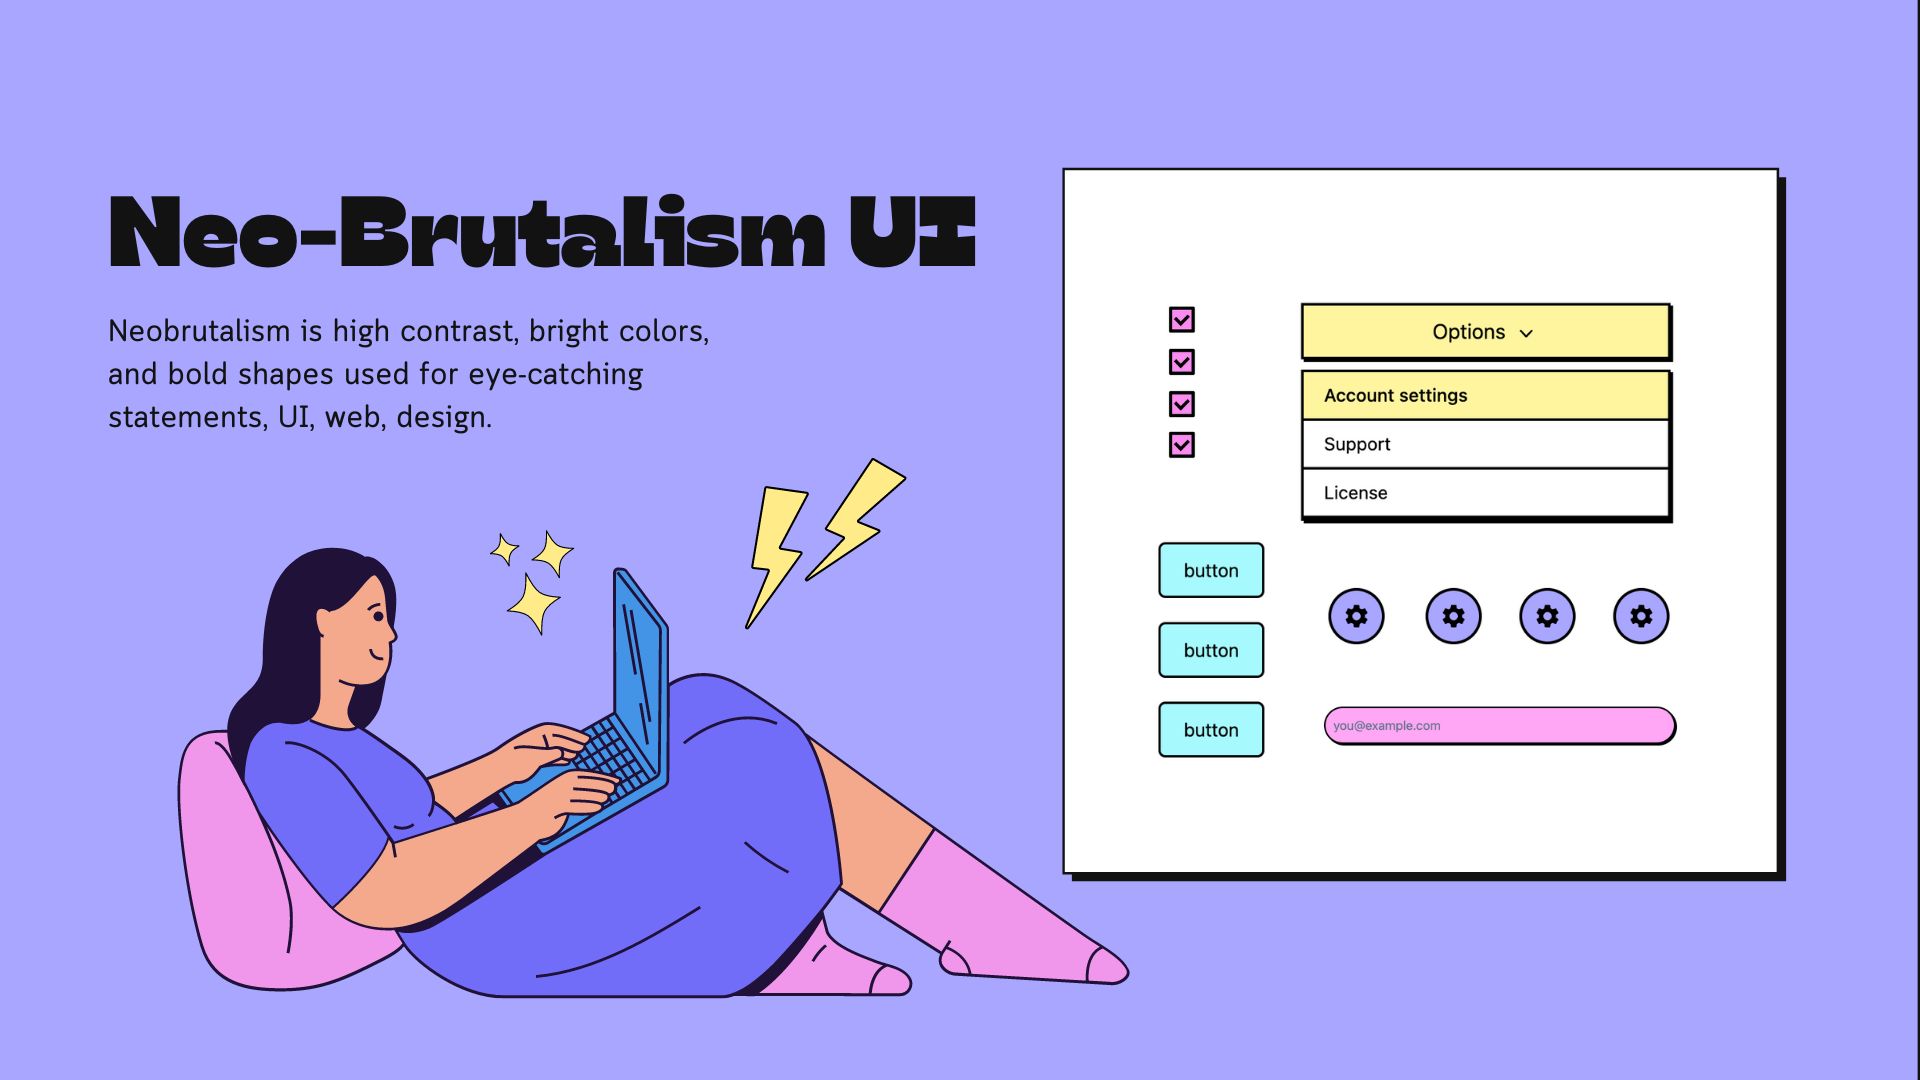 Neo-Brutalism UI
Neobrutalism is high contrast, bright colors,
and bold shapes used for eye-catching
statements, UI, web, design.
Options
Account settings
Support
License
button
button
button
you@example.com